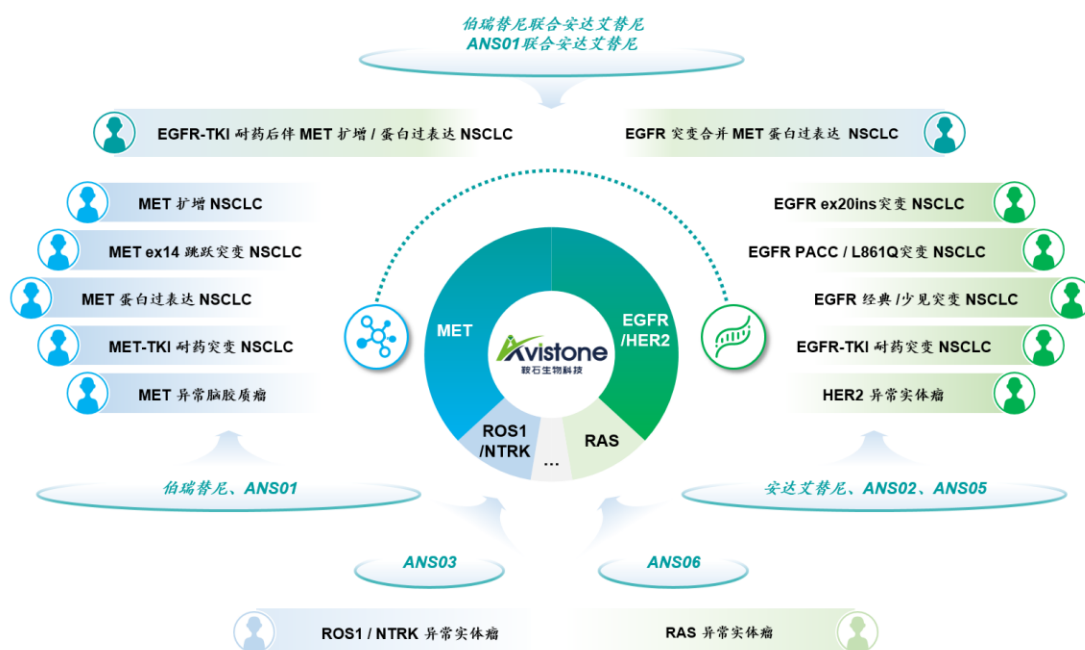 伯瑞替尼联合安达艾替尼
ANS01联合安达艾替尼
EGFR-TKI 耐药后伴 MET 扩增 / 蛋白过表达 NSCLC
EGFR 突变合并 MET 蛋白过表达 NSCLC
MET 扩增 NSCLC
MET ex14 跳跃突变 NSCLC
MET 蛋白过表达 NSCLC
MET-TKI 耐药突变 NSCLC
MET 异常脑胶质瘤
EGFR ex20ins突变 NSCLC
EGFR PACC / L861Q突变 NSCLC
EGFR 经典 /少见突变 NSCLC
EGFR-TKI 耐药突变 NSCLC
HER2 异常实体瘤
MET
EGFR
/HER2
Avistone
鞍石生物科技
ROS1
/NTRK
...
RAS
伯瑞替尼、ANS01
安达艾替尼、ANS02、ANS05
ANS03
ANS06
ROS1 / NTRK 异常实体瘤
RAS 异常实体瘤